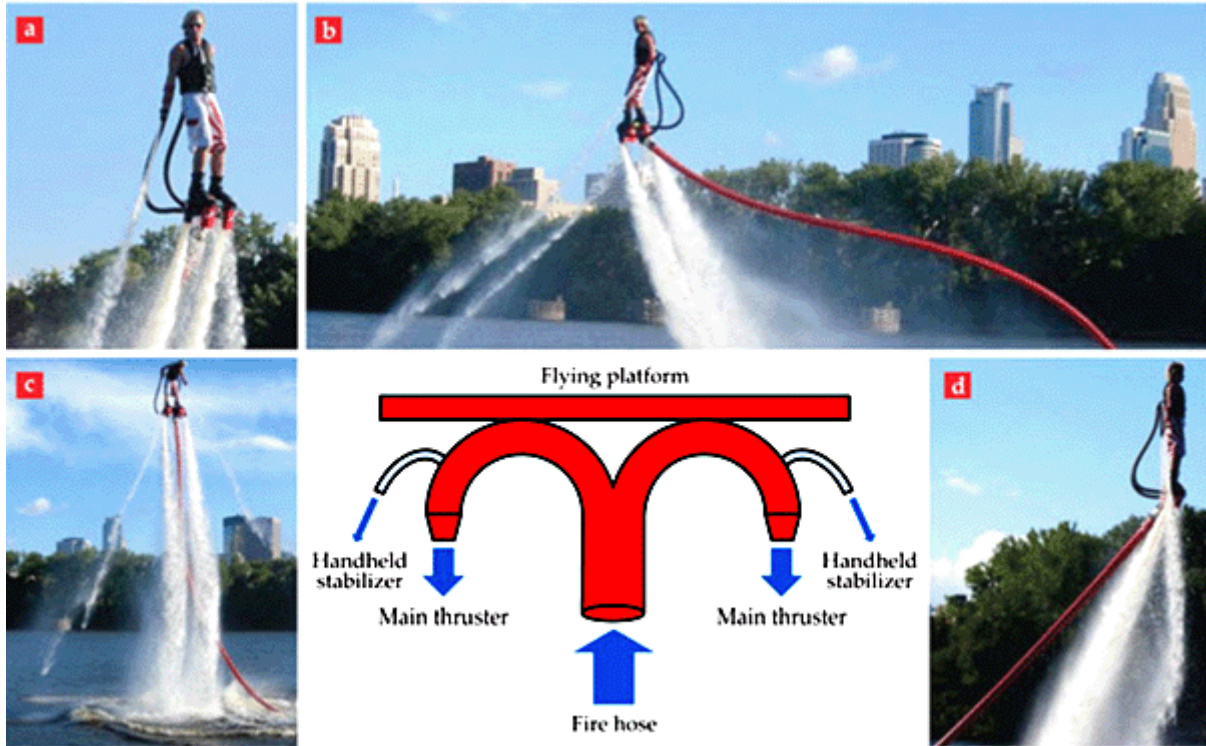 a
b
c
Flying platform
d
Handheld
stabilizer
Main thruster
Main thruster
Handheld
stabilizer
Fire hose